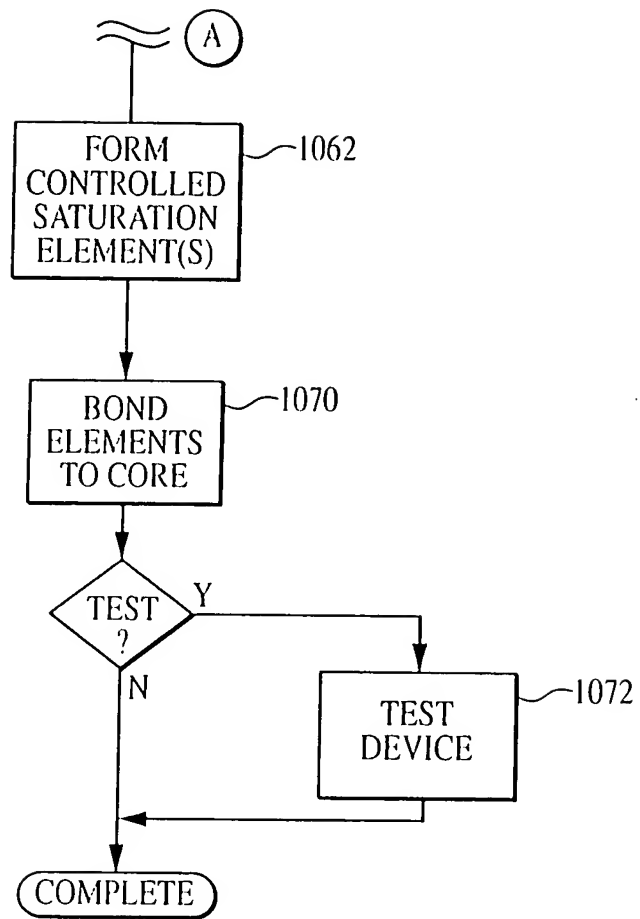 A
FORM
CONTROLLED
SATURATION
ELEMENT(S)
1062
BOND
ELEMENTS
TO CORE
1070
TEST
?
Y
N
TEST
DEVICE
1072
COMPLETE